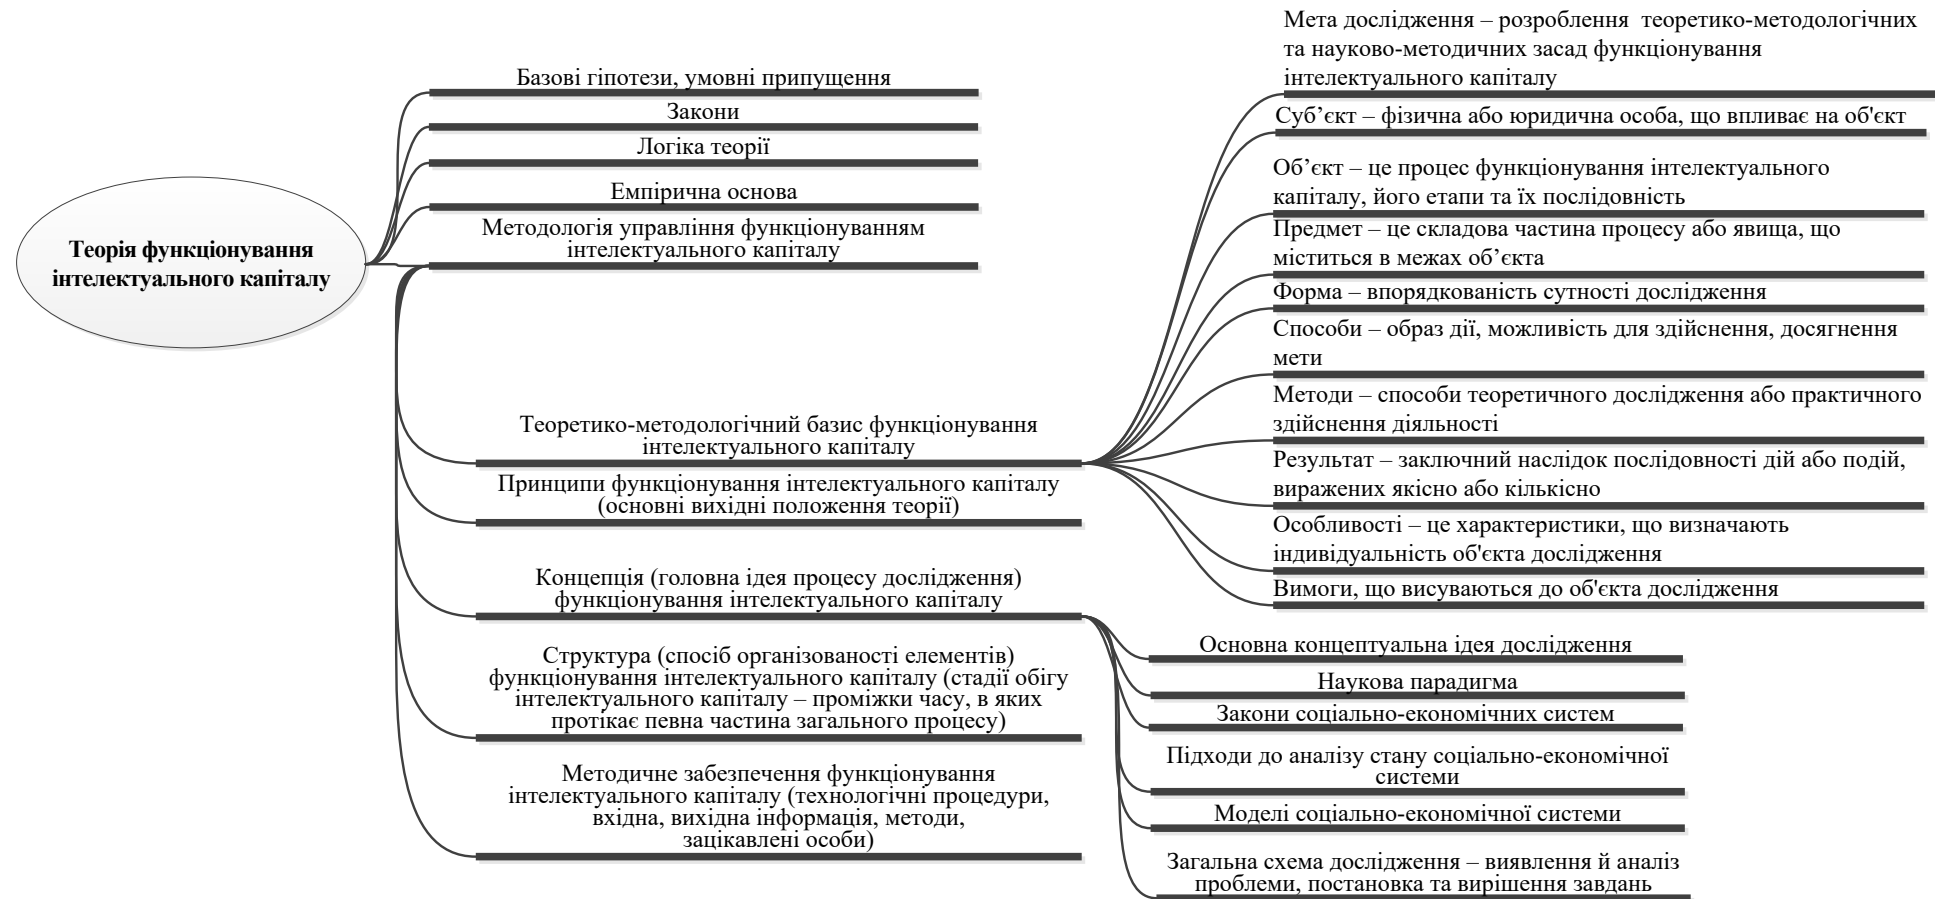 Теорія функціонування
інтелектуального капіталу
Базові гіпотези, умовні припущення
Закони
Логіка теорії
Емпірична основа
Методологія управління функціонуванням
інтелектуального капіталу
Теоретико-методологічний базис функціонування
інтелектуального капіталу
Принципи функціонування інтелектуального капіталу
(основні вихідні положення теорії)
Концепція (головна ідея процесу дослідження)
функціонування інтелектуального капіталу
Структура (спосіб організованості елементів)
функціонування інтелектуального капіталу (стадії обігу
інтелектуального капіталу – проміжки часу, в яких
протікає певна частина загального процесу)
Методичне забезпечення функціонування
інтелектуального капіталу (технологічні процедури,
вхідна, вихідна інформація, методи,
зацікавлені особи)
Мета дослідження – розроблення теоретико-методологічних
та науково-методичних засад функціонування
інтелектуального капіталу
Суб’єкт – фізична або юридична особа, що впливає на об'єкт
Об’єкт – це процес функціонування інтелектуального
капіталу, його етапи та їх послідовність
Предмет – це складова частина процесу або явища, що
міститься в межах об’єкта
Форма – впорядкованість сутності дослідження
Способи – образ дії, можливість для здійснення, досягнення
мети
Методи – способи теоретичного дослідження або практичного
здійснення діяльності
Результат – заключний наслідок послідовності дій або подій,
виражених якісно або кількісно
Особливості – це характеристики, що визначають
індивідуальність об'єкта дослідження
Вимоги, що висуваються до об'єкта дослідження
Основна концептуальна ідея дослідження
Наукова парадигма
Закони соціально-економічних систем
Підходи до аналізу стану соціально-економічної
системи
Моделі соціально-економічної системи
Загальна схема дослідження – виявлення й аналіз
проблеми, постановка та вирішення завдань